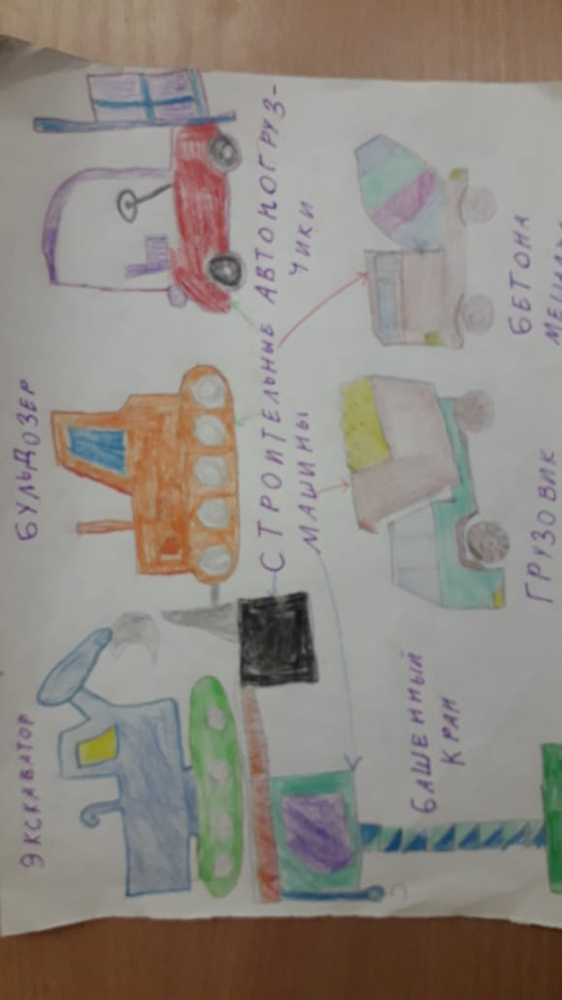 ЭКСКАВАТОР
БУЛЬДОЗЕР
СТРОИТЕЛЬНЫЕ
МАШИНЫ
АВТОПОГРУЗ-
ЧИКИ
БАШЕННЫЙ
КРАН
ГРУЗОВИК
БЕТОНА